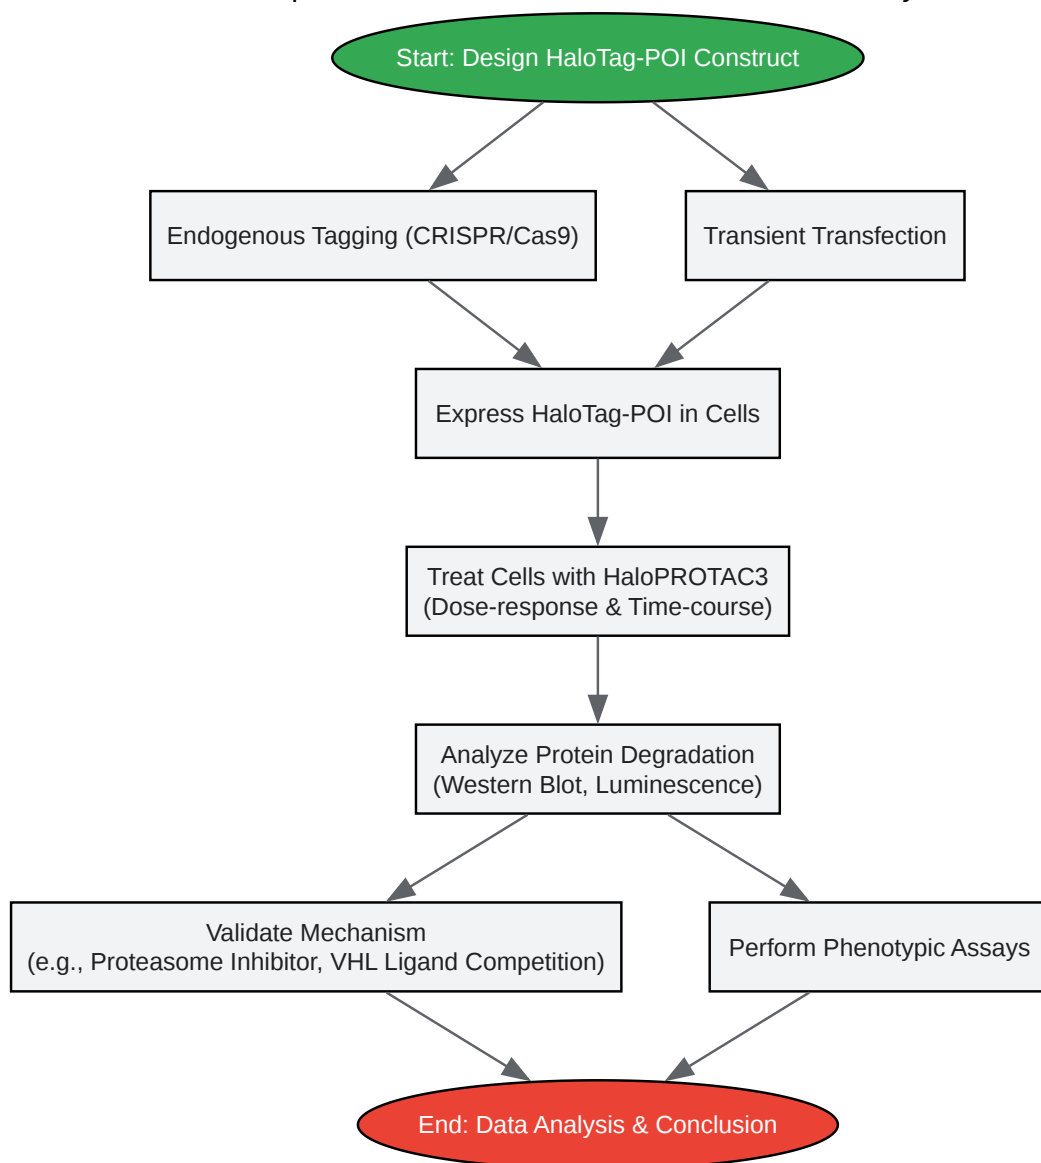 Start: Design HaloTag-POI Construct
Endogenous Tagging (CRISPR/Cas9)
Transient Transfection
Express HaloTag-POI in Cells
Treat Cells with HaloPROTAC3
(Dose-response & Time-course)
Analyze Protein Degradation
(Western Blot, Luminescence)
Validate Mechanism
(e.g., Proteasome Inhibitor, VHL Ligand Competition)
Perform Phenotypic Assays
End: Data Analysis & Conclusion